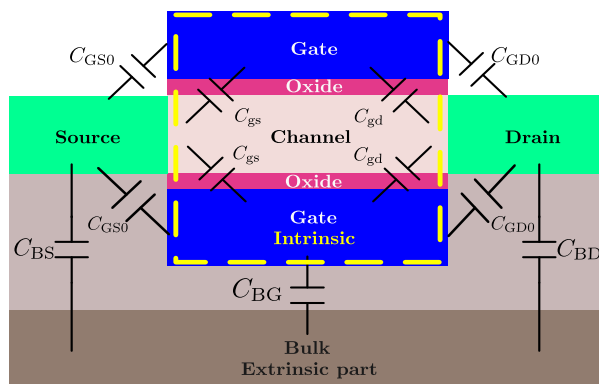 C_GS0
Gate
C_GD0
Oxide
C_gs
C_gd
Source
Channel
Drain
C_gs
C_gd
Oxide
C_GS0
Gate
C_GD0
Intrinsic
C_BS
C_BD
C_BG
Bulk
Extrinsic part